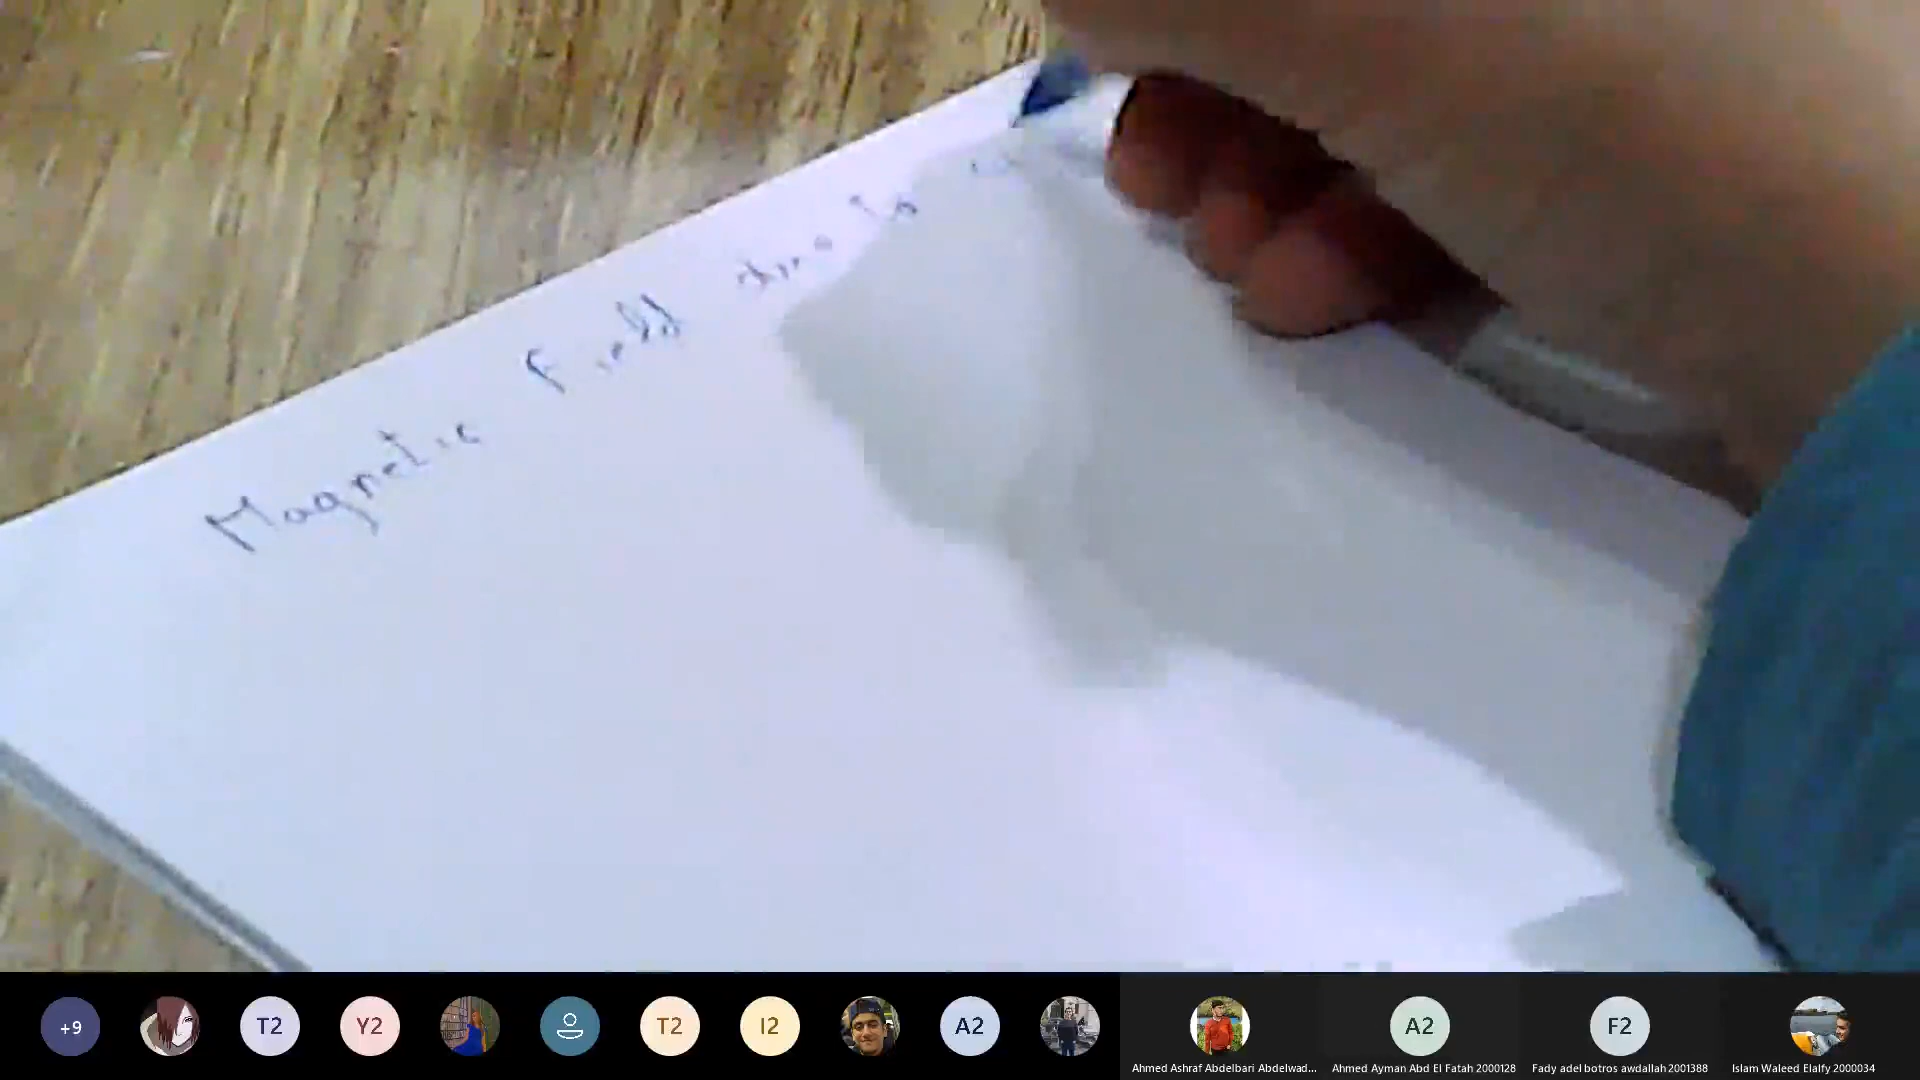 Magnetic Field due to
+9
T2
Y2
T2
I2
A2
A2
F2
Ahmed Ashraf Abdelbari Abdelwad...
Ahmed Ayman Abd El Fatah 2000128
Fady adel botros awdallah 2001388
Islam Waleed Elalfy 2000034